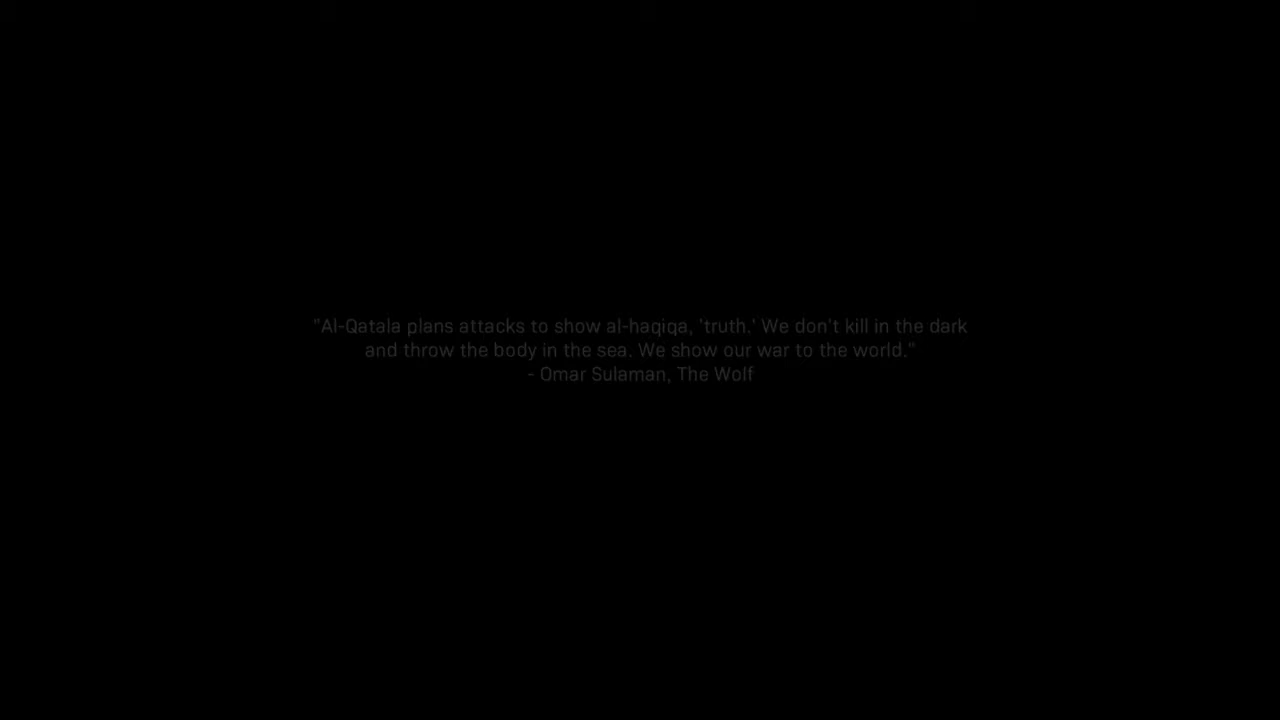 "Al-Qatala plans attacks to show al-haqiqa, 'truth.' We don't kill in the dark
and throw the body in the sea. We show our war to the world."
- Omar Sulaman, The Wolf